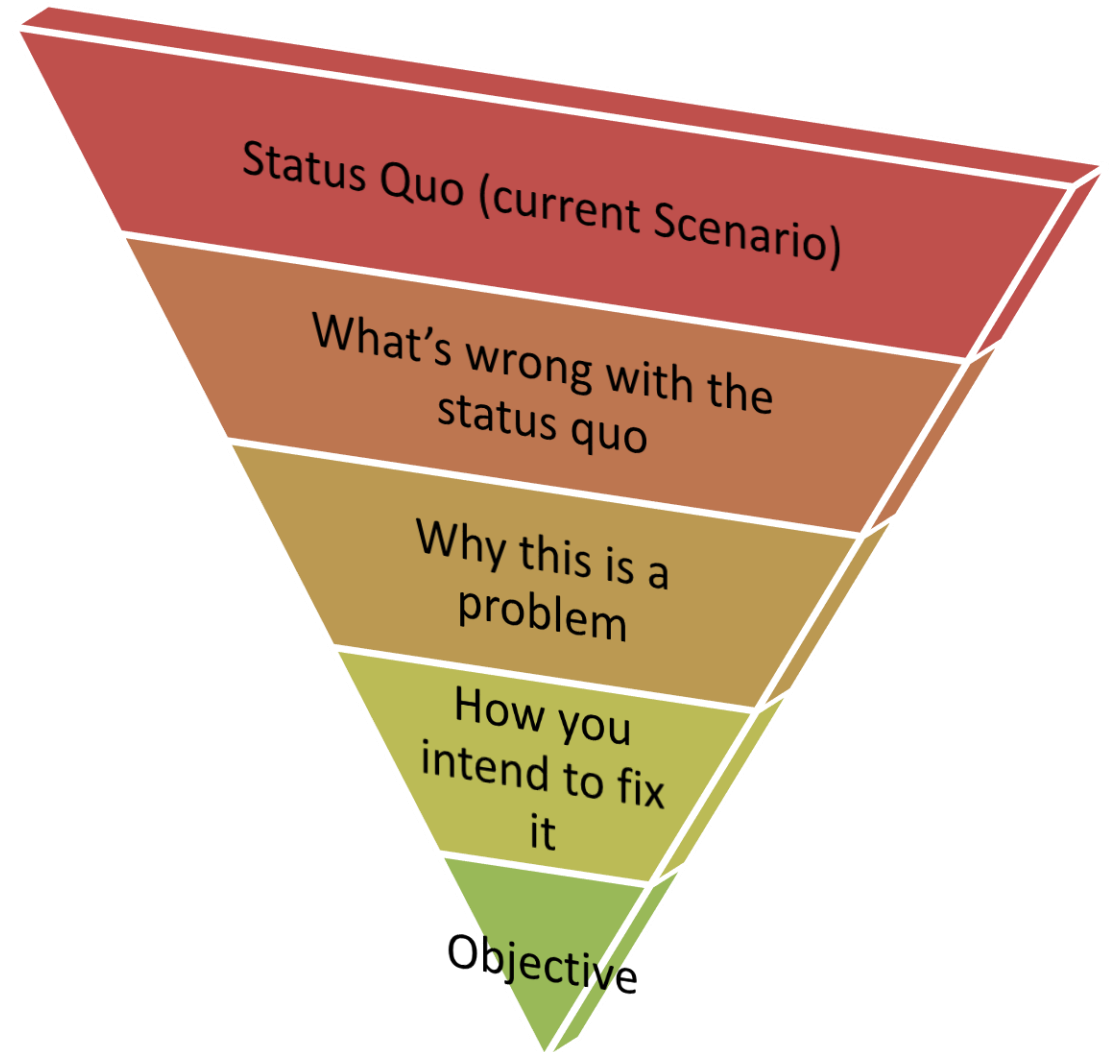 Status Quo (current Scenario)
What’s wrong with the
status quo
Why this is a
problem
How you
intend to fix
it
Objective